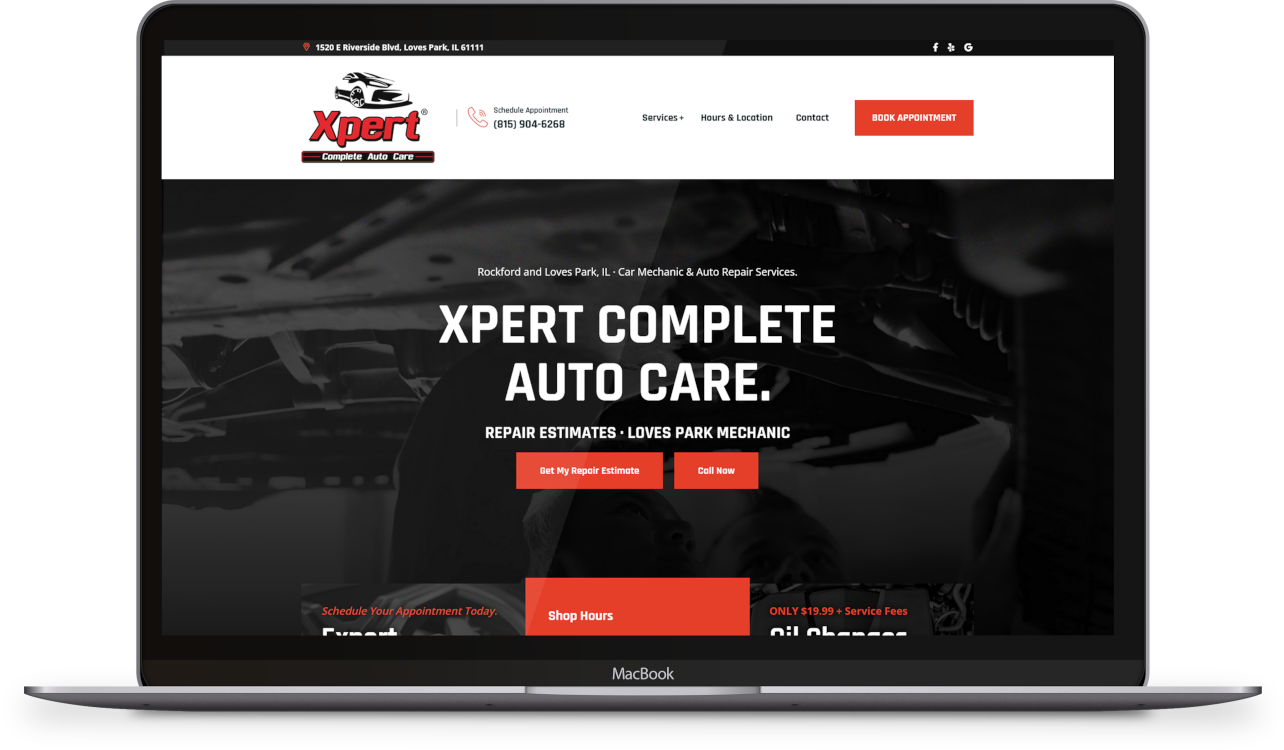 1520 E Riverside Blvd, Loves Park, IL 61111
Xpert®
Complete Auto Care
Schedule Appointment
(815) 904-6268
Services +
Hours & Location
Contact
BOOK APPOINTMENT
Rockford and Loves Park, IL · Car Mechanic & Auto Repair Services.
XPERT COMPLETE
AUTO CARE.
REPAIR ESTIMATES · LOVES PARK MECHANIC
Get My Repair Estimate
Call Now
Schedule Your Appointment Today.
Expert
Shop Hours
ONLY $19.99 + Service Fees
Oil Changes
MacBook